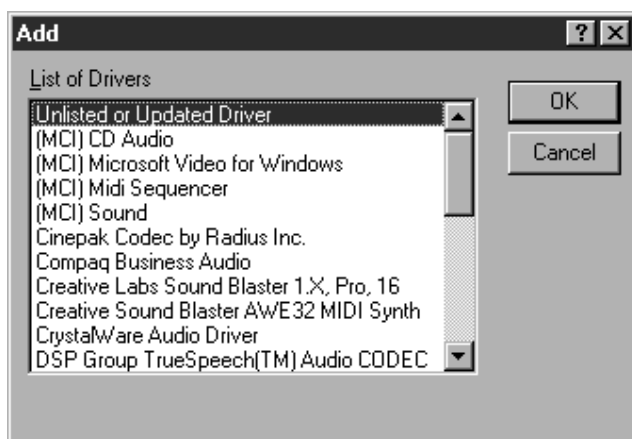 Add
List of Drivers
Unlisted or Updated Driver
(MCI) CD Audio
(MCI) Microsoft Video for Windows
(MCI) Midi Sequencer
(MCI) Sound
Cinepak Codec by Radius Inc.
Compaq Business Audio
Creative Labs Sound Blaster 1.X, Pro, 16
Creative Sound Blaster AWE32 MIDI Synth
CrystalWare Audio Driver
DSP Group TrueSpeech(TM) Audio CODEC
OK
Cancel